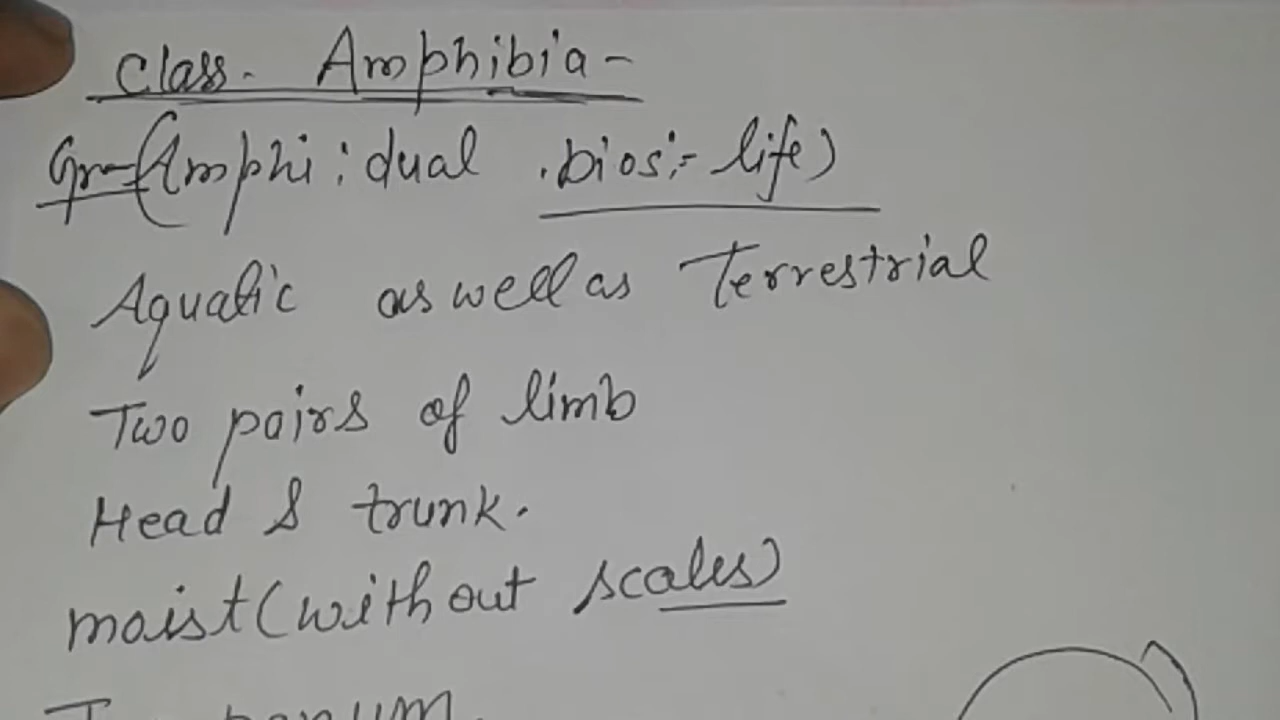 Class. Amphibia-
Gr-(Amphi: dual .bios:- life)
Aquatic as well as Terrestrial
Two pairs of limb
Head & trunk.
moist (without scales)